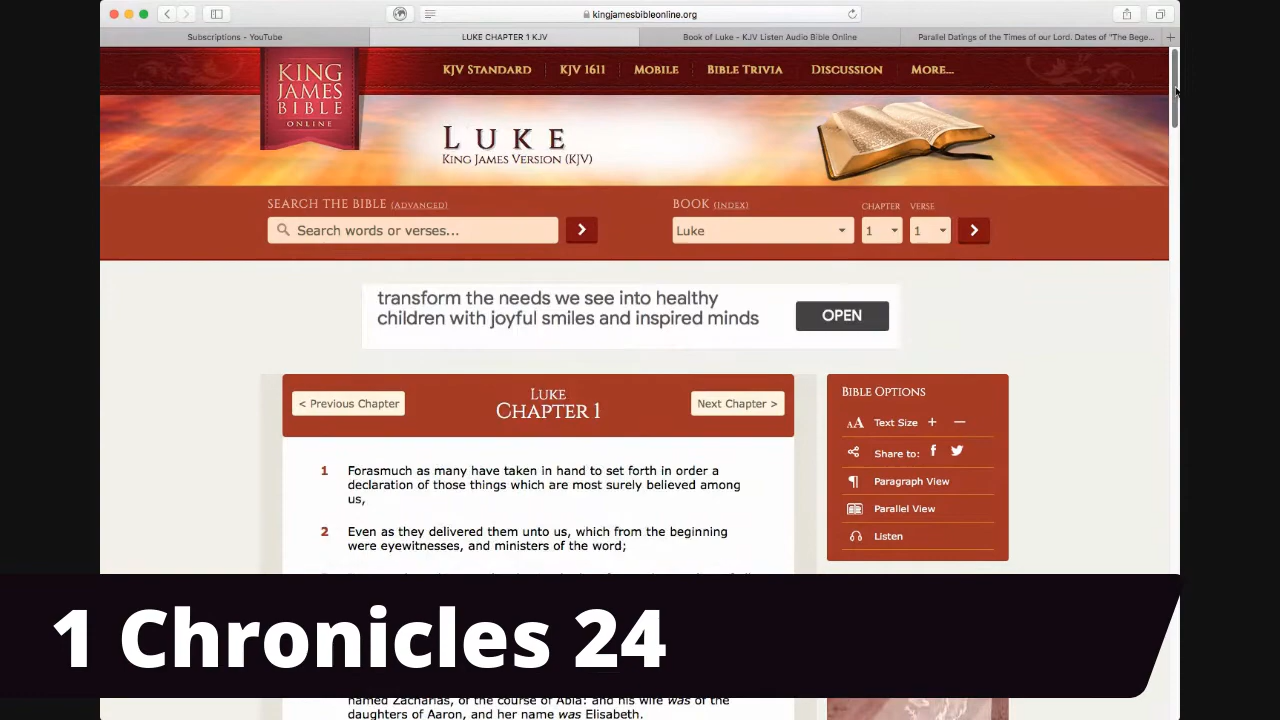 kingjamesbibleonline.org
Subscriptions - YouTube
LUKE CHAPTER 1 KJV
Book of Luke - KJV Listen Audio Bible Online
Parallel Datings of the Times of our Lord. Dates of "The Bege...
KING
JAMES
BIBLE
ONLINE
KJV STANDARD
KJV 1611
MOBILE
BIBLE TRIVIA
DISCUSSION
MORE...
LUKE
KING JAMES VERSION (KJV)
SEARCH THE BIBLE (ADVANCED)
Search words or verses...
BOOK (INDEX)
CHAPTER
VERSE
Luke
1
1
transform the needs we see into healthy
children with joyful smiles and inspired minds
OPEN
< Previous Chapter
LUKE
CHAPTER 1
Next Chapter >
1 Forasmuch as many have taken in hand to set forth in order a
declaration of those things which are most surely believed among
us,
2 Even as they delivered them unto us, which from the beginning
were eyewitnesses, and ministers of the word;
BIBLE OPTIONS
AA Text Size + —
Share to:
Paragraph View
Parallel View
Listen
1 Chronicles 24
named Zacharias, of the course of Abia: and his wife was of the
daughters of Aaron, and her name was Elisabeth.